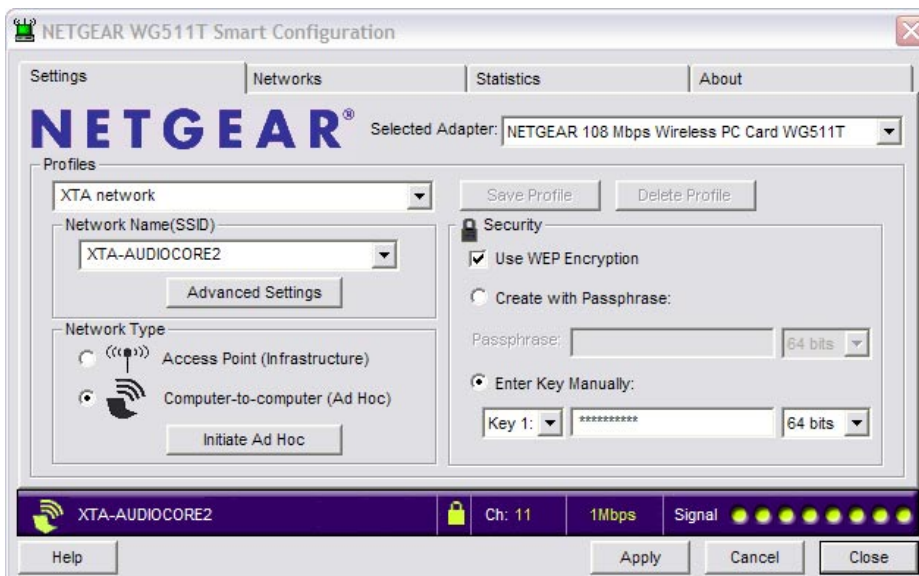 NETGEAR WG511T Smart Configuration
Settings Networks Statistics About
NETGEAR® Selected Adapter: NETGEAR 108 Mbps Wireless PC Card WG511T
Profiles
XTA network Save Profile Delete Profile
Network Name(SSID)
XTA-AUDIOCORE2
Advanced Settings
Network Type
Access Point (Infrastructure)
Computer-to-computer (Ad Hoc)
Initiate Ad Hoc
Security
Use WEP Encryption
Create with Passphrase:
Passphrase: 64 bits
Enter Key Manually:
Key 1: ********** 64 bits
XTA-AUDIOCORE2 Ch: 11 1Mbps Signal
Help Apply Cancel Close